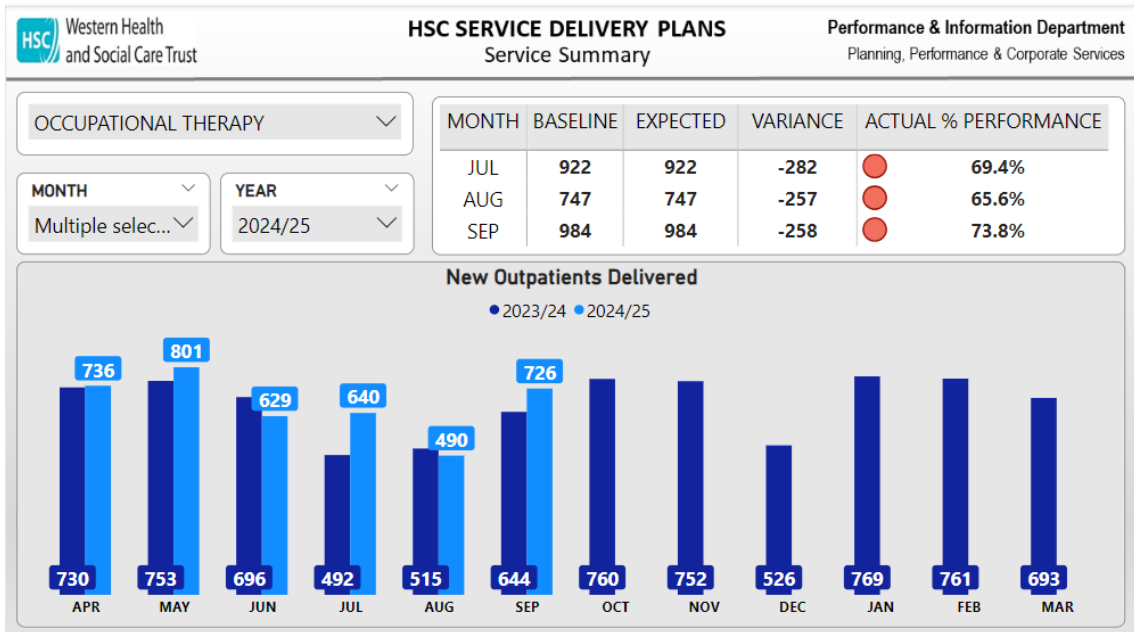 HSC
Western Health
and Social Care Trust
HSC SERVICE DELIVERY PLANS
Service Summary
Performance & Information Department
Planning, Performance & Corporate Services
OCCUPATIONAL THERAPY
MONTH
Multiple selec...
YEAR
2024/25
MONTH BASELINE EXPECTED VARIANCE ACTUAL % PERFORMANCE
JUL 922 922 -282 69.4%
AUG 747 747 -257 65.6%
SEP 984 984 -258 73.8%
New Outpatients Delivered
2023/24 2024/25
736 801 629 640 490 726
730 753 696 492 515 644 760 752 526 769 761 693
APR MAY JUN JUL AUG SEP OCT NOV DEC JAN FEB MAR